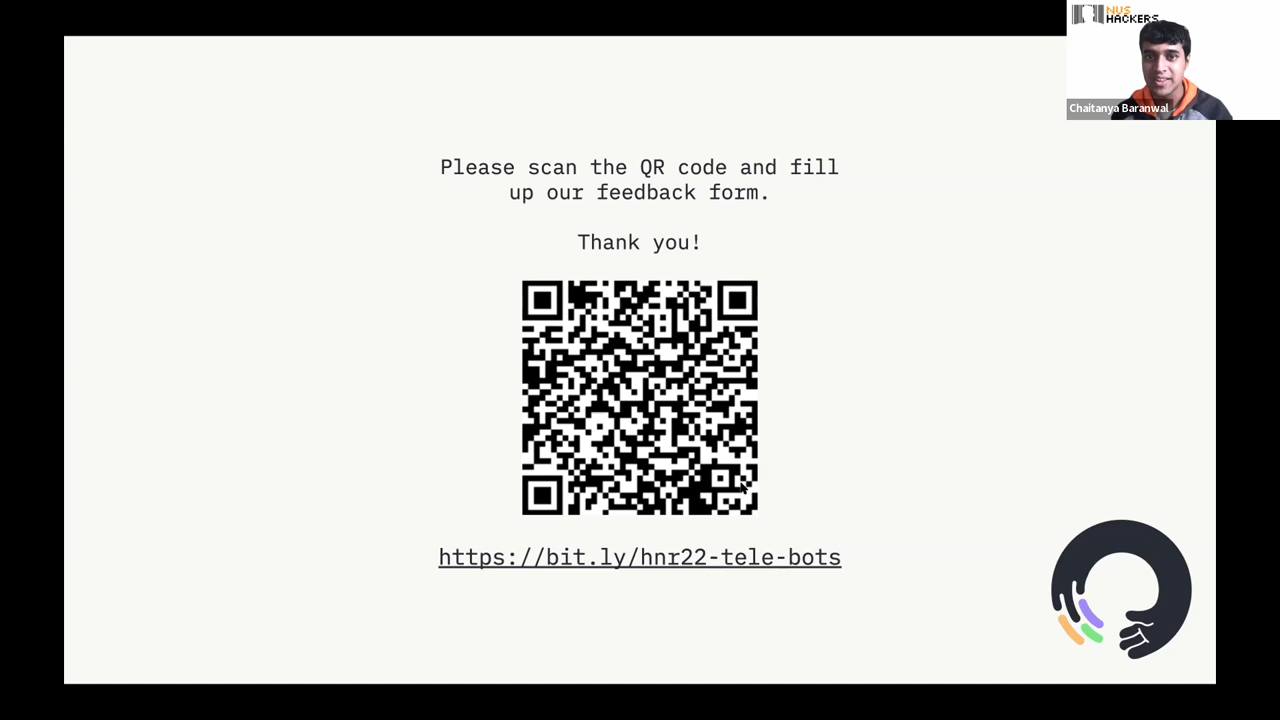 NUS
HACKERS
Chaitanya Baranwal
Please scan the QR code and fill
up our feedback form.
Thank you!
https://bit.ly/hnr22-tele-bots